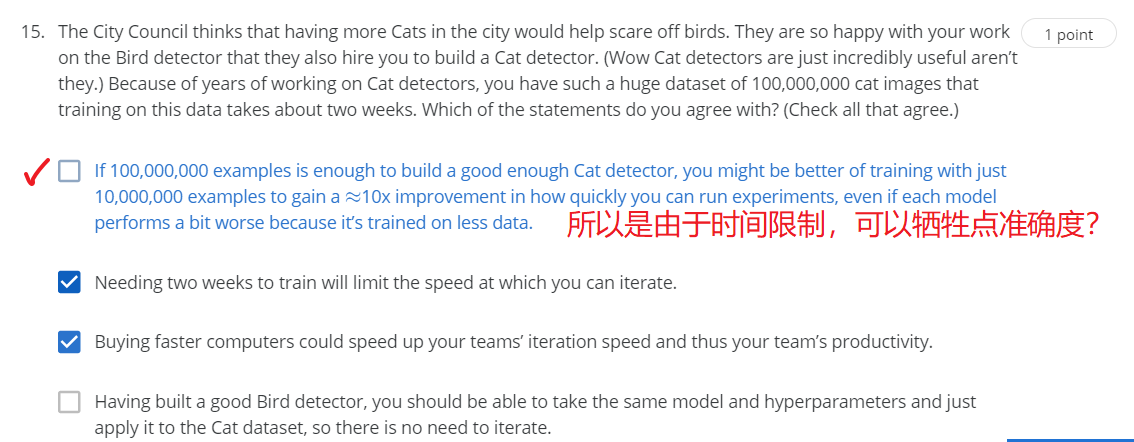 15. The City Council thinks that having more Cats in the city would help scare off birds. They are so happy with your work
1 point
on the Bird detector that they also hire you to build a Cat detector. (Wow Cat detectors are just incredibly useful aren't
they.) Because of years of working on Cat detectors, you have such a huge dataset of 100,000,000 cat images that
training on this data takes about two weeks. Which of the statements do you agree with? (Check all that agree.)
If 100,000,000 examples is enough to build a good enough Cat detector, you might be better of training with just
10,000,000 examples to gain a ≈10x improvement in how quickly you can run experiments, even if each model
performs a bit worse because it's trained on less data.
所以是由于时间限制，可以牺牲点准确度？
Needing two weeks to train will limit the speed at which you can iterate.
Buying faster computers could speed up your teams' iteration speed and thus your team's productivity.
Having built a good Bird detector, you should be able to take the same model and hyperparameters and just
apply it to the Cat dataset, so there is no need to iterate.